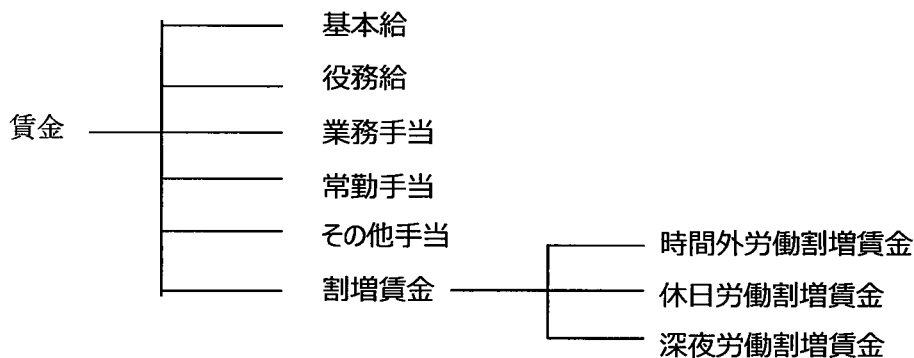 基本給
役務給
賃金
業務手当
常勤手当
その他手当
時間外労働割増賃金
割増賃金
休日労働割増賃金
深夜労働割増賃金